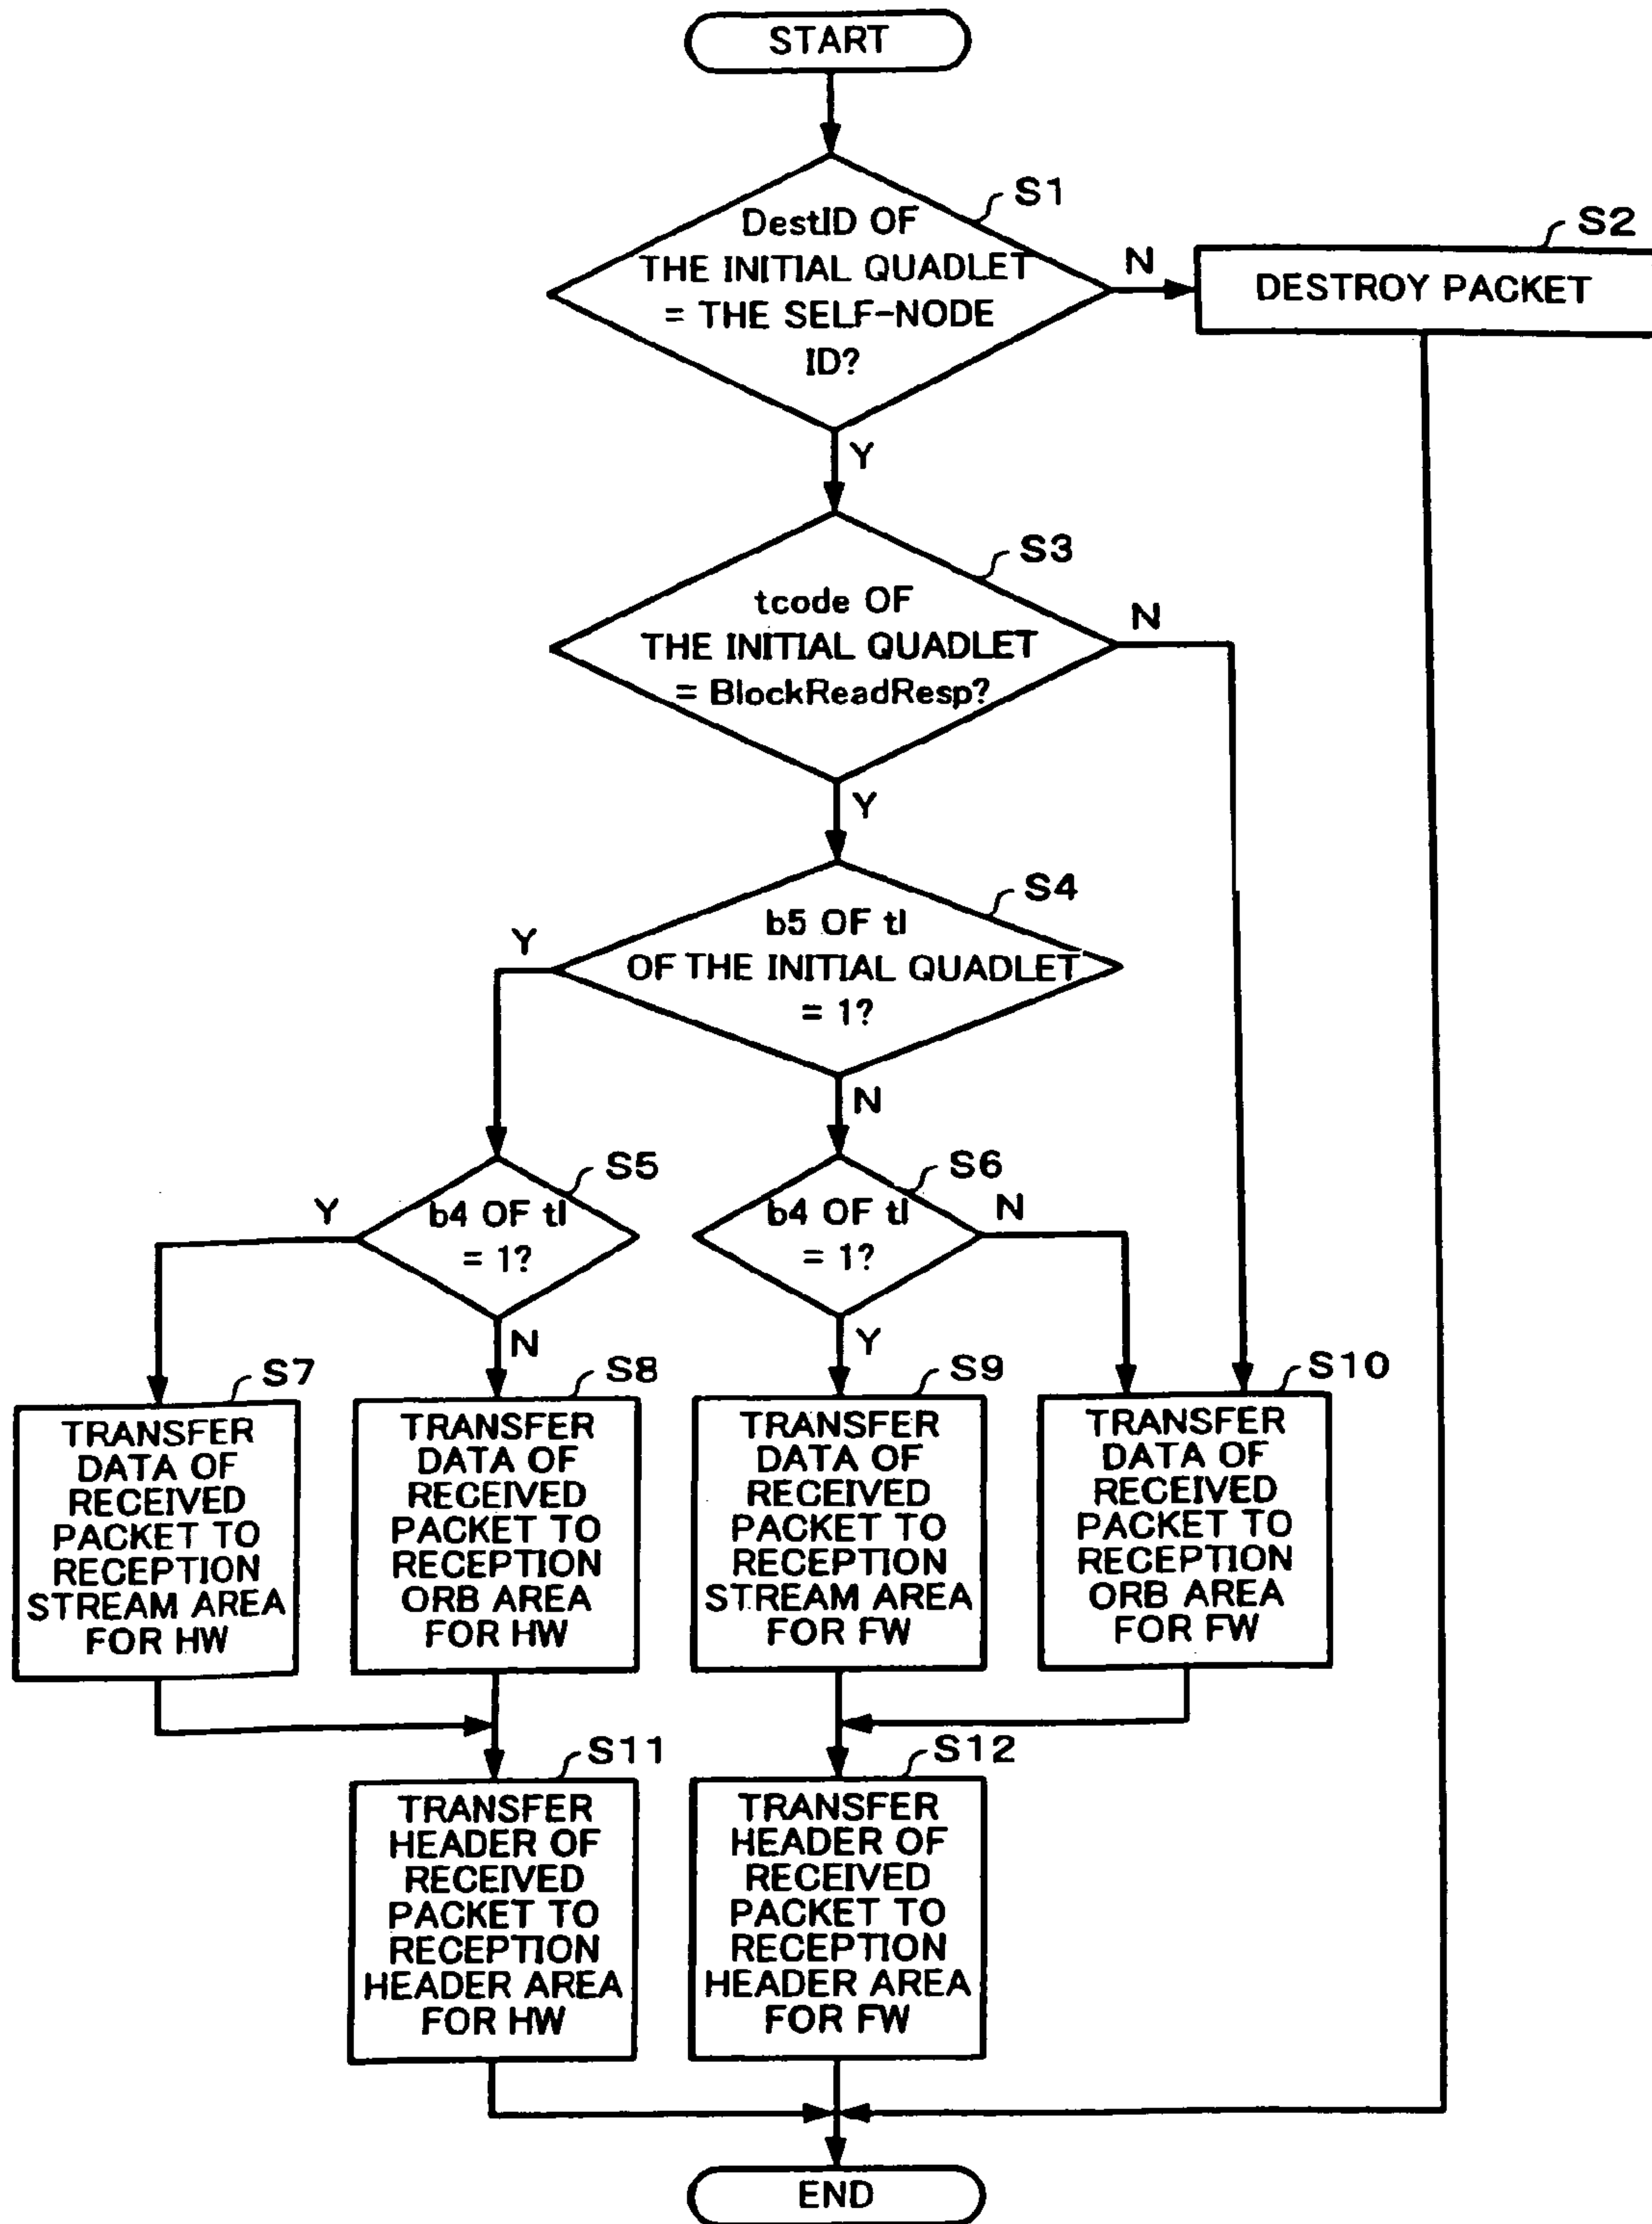 START
S1
DestID OF
THE INITIAL QUADLET
= THE SELF-NODE
ID?
N
S2
DESTROY PACKET
Y
S3
tcode OF
THE INITIAL QUADLET
= BlockReadResp?
N
Y
S4
b5 OF tl
OF THE INITIAL QUADLET
= 1?
Y
N
S5
b4 OF tl
= 1?
Y
N
S6
b4 OF tl
= 1?
N
Y
S7
TRANSFER
DATA OF
RECEIVED
PACKET TO
RECEPTION
STREAM AREA
FOR HW
S8
TRANSFER
DATA OF
RECEIVED
PACKET TO
RECEPTION
ORB AREA
FOR HW
S9
TRANSFER
DATA OF
RECEIVED
PACKET TO
RECEPTION
STREAM AREA
FOR FW
S10
TRANSFER
DATA OF
RECEIVED
PACKET TO
RECEPTION
ORB AREA
FOR FW
S11
TRANSFER
HEADER OF
RECEIVED
PACKET TO
RECEPTION
HEADER AREA
FOR HW
S12
TRANSFER
HEADER OF
RECEIVED
PACKET TO
RECEPTION
HEADER AREA
FOR FW
END